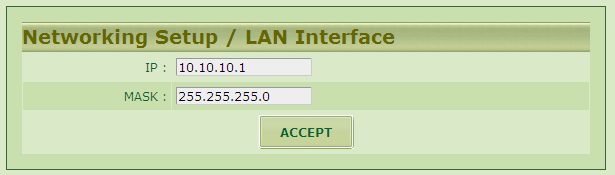 Networking Setup / LAN Interface
IP : 10.10.10.1
MASK : 255.255.255.0
ACCEPT